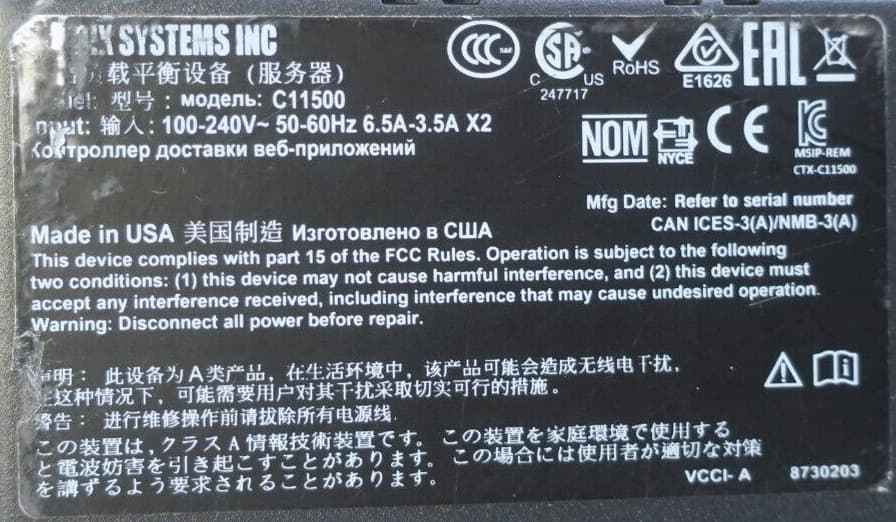 SYSTEMS INC
负载平衡设备（服务器）
型号：модель: C11500
输入：100-240V~ 50-60Hz 6.5A-3.5A X2
Контроллер доставки веб-приложений
CCC S&E
SA
C US
247717
RoHS
E1626
EAL
NOM
NYCE
CE
MSIP-REM
CTX-C11500
Mfg Date: Refer to serial number
CAN ICES-3(A)/NMB-3(A)
Made in USA 美国制造 Изготовлено в США
This device complies with part 15 of the FCC Rules. Operation is subject to the following
two conditions: (1) this device may not cause harmful interference, and (2) this device must
accept any interference received, including interference that may cause undesired operation.
Warning: Disconnect all power before repair.
明：此设备为A类产品，在生活环境中，该产品可能会造成无线电干扰，
在这种情况下，可能需要用户对其干扰采取切实可行的措施。
警告：进行维修操作前请拔除所有电源线.
この装置は,クラスA情報技術装置です。この装置を家庭環境で使用する
と電波妨害を引き起こすことがあります。この場合には使用者が適切な対策
を講ずるよう要求されることがあります。
VCCI- A 8730203